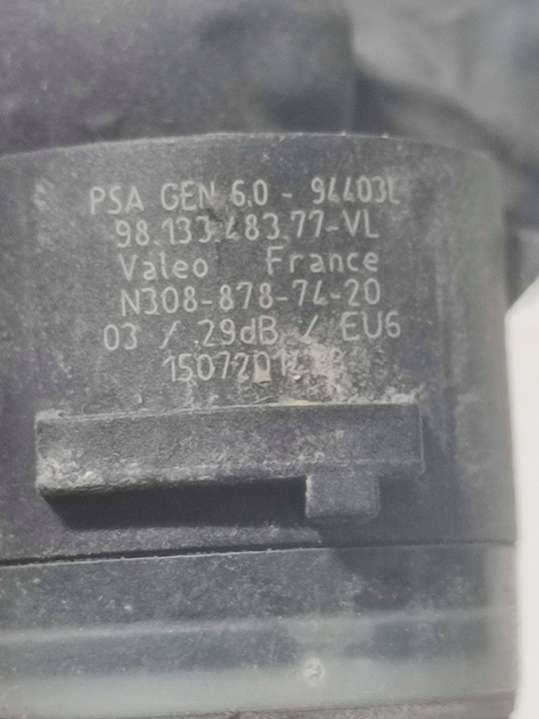 PSA GEN 6.0 - 94403L
98.133.483.77-VL
Valeo France
N308-878-74-20
03 / .29dB / EU6